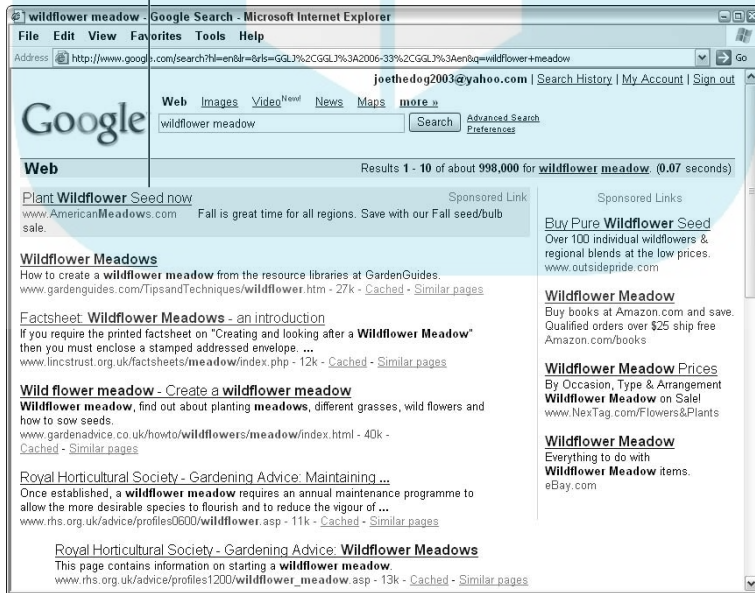 wildflower meadow - Google Search - Microsoft Internet Explorer
File Edit View Favorites Tools Help
Address http://www.google.com/search?hl=en&lr=&rls=GGLJ%2CGGLJ%3A2006-33%2CGGLJ%3Aen&q=wildflower+meadow Go
joethedog2003@yahoo.com | Search History | My Account | Sign out
Google
Web Images Video New! News Maps more »
wildflower meadow Search Advanced Search
Preferences
Web Results 1 - 10 of about 998,000 for wildflower meadow. (0.07 seconds)
Plant Wildflower Seed now Sponsored Link
www.AmericanMeadows.com Fall is great time for all regions. Save with our Fall seed/bulb
sale.
Wildflower Meadows
How to create a wildflower meadow from the resource libraries at GardenGuides.
www.gardenguides.com/TipsandTechniques/wildflower.htm - 27k - Cached - Similar pages
Factsheet: Wildflower Meadows - an introduction
If you require the printed factsheet on "Creating and looking after a Wildflower Meadow"
then you must enclose a stamped addressed envelope. ...
www.lincstrust.org.uk/factsheets/meadow/index.php - 12k - Cached - Similar pages
Wild flower meadow - Create a wildflower meadow
Wildflower meadow, find out about planting meadows, different grasses, wild flowers and
how to sow seeds.
www.gardenadvice.co.uk/howto/wildflowers/meadow/index.html - 40k -
Cached - Similar pages
Royal Horticultural Society - Gardening Advice: Maintaining ...
Once established, a wildflower meadow requires an annual maintenance programme to
allow the more desirable species to flourish and to reduce the vigour of ...
www.rhs.org.uk/advice/profiles0600/wildflower.asp - 11k - Cached - Similar pages
Royal Horticultural Society - Gardening Advice: Wildflower Meadows
This page contains information on starting a wildflower meadow.
www.rhs.org.uk/advice/profiles1200/wildflower_meadow.asp - 13k - Cached - Similar pages
Sponsored Links
Buy Pure Wildflower Seed
Over 100 individual wildflowers &
regional blends at the low prices.
www.outsidepride.com
Wildflower Meadow
Buy books at Amazon.com and save.
Qualified orders over $25 ship free
Amazon.com/books
Wildflower Meadow Prices
By Occasion, Type & Arrangement
Wildflower Meadow on Sale!
www.NexTag.com/Flowers&Plants
Wildflower Meadow
Everything to do with
Wildflower Meadow items.
eBay.com